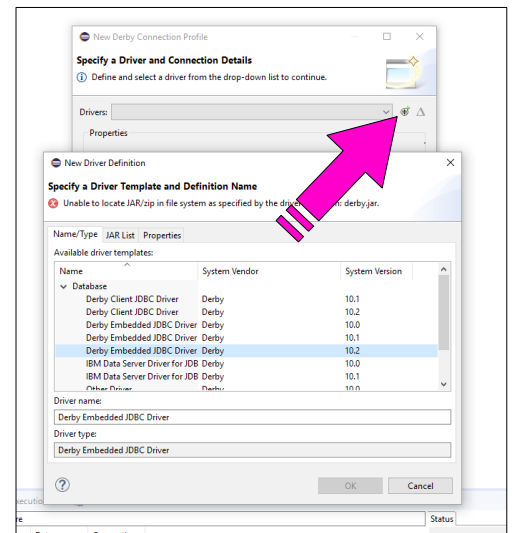 New Derby Connection Profile
Specify a Driver and Connection Details
Define and select a driver from the drop-down list to continue.
Drivers:
Properties
New Driver Definition
Specify a Driver Template and Definition Name
Unable to locate JAR/zip in file system as specified by the driver n: derby.jar.
Name/Type JAR List Properties
Available driver templates:
Name System Vendor System Version
Database
Derby Client JDBC Driver Derby 10.1
Derby Client JDBC Driver Derby 10.2
Derby Embedded JDBC Driver Derby 10.0
Derby Embedded JDBC Driver Derby 10.1
Derby Embedded JDBC Driver Derby 10.2
IBM Data Server Driver for JDB Derby 10.0
IBM Data Server Driver for JDB Derby 10.1
Other Driver Derby 10.0
Driver name:
Derby Embedded JDBC Driver
Driver type:
Derby Embedded JDBC Driver
OK Cancel
Status